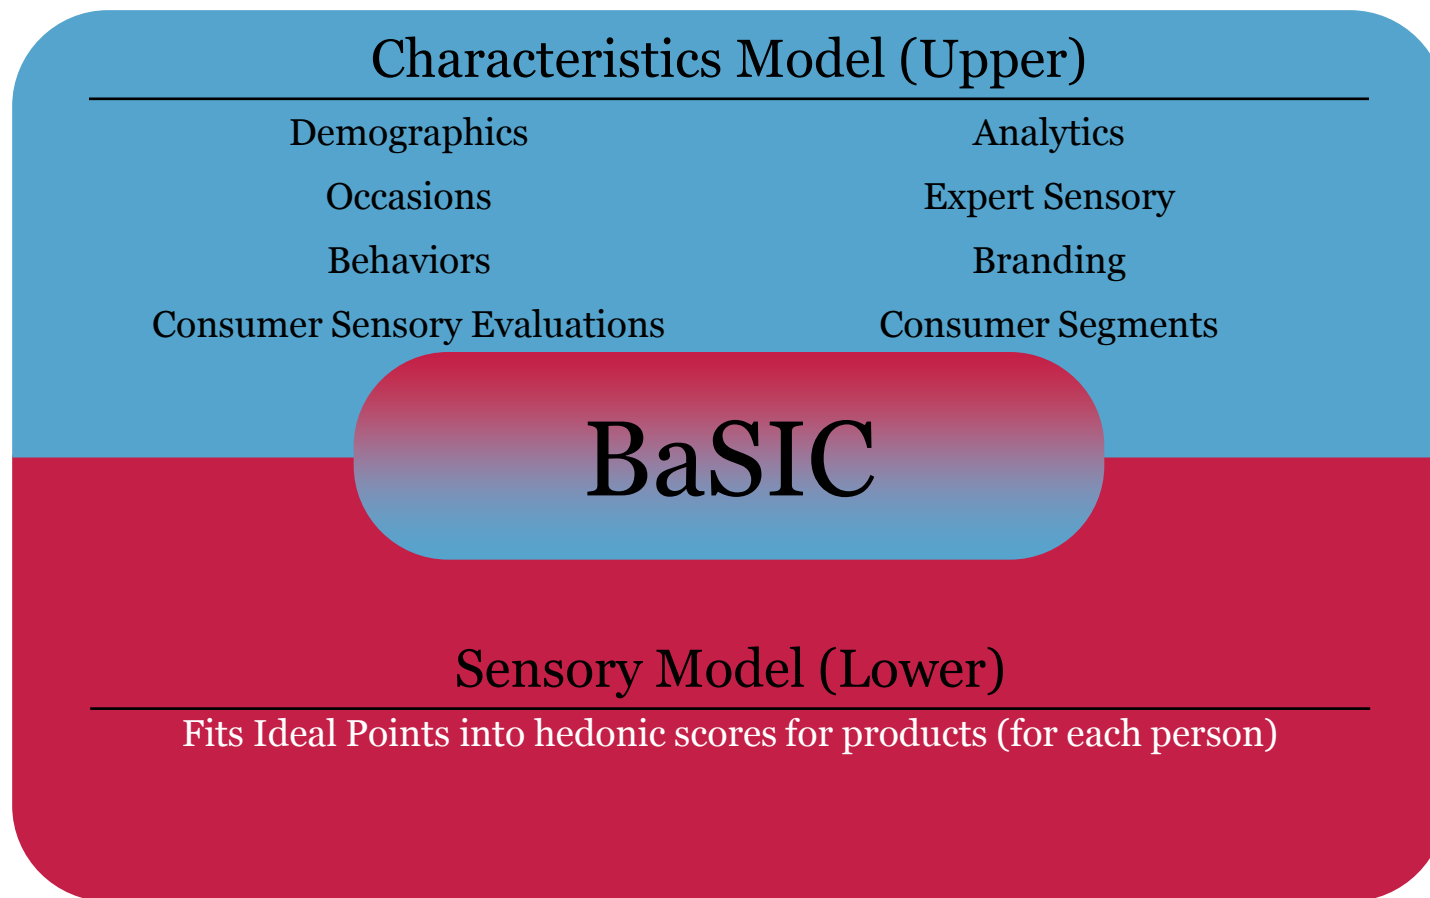 Characteristics Model (Upper)
Demographics
Analytics
Occasions
Expert Sensory
Behaviors
Branding
Consumer Sensory Evaluations
Consumer Segments
BaSIC
Sensory Model (Lower)
Fits Ideal Points into hedonic scores for products (for each person)